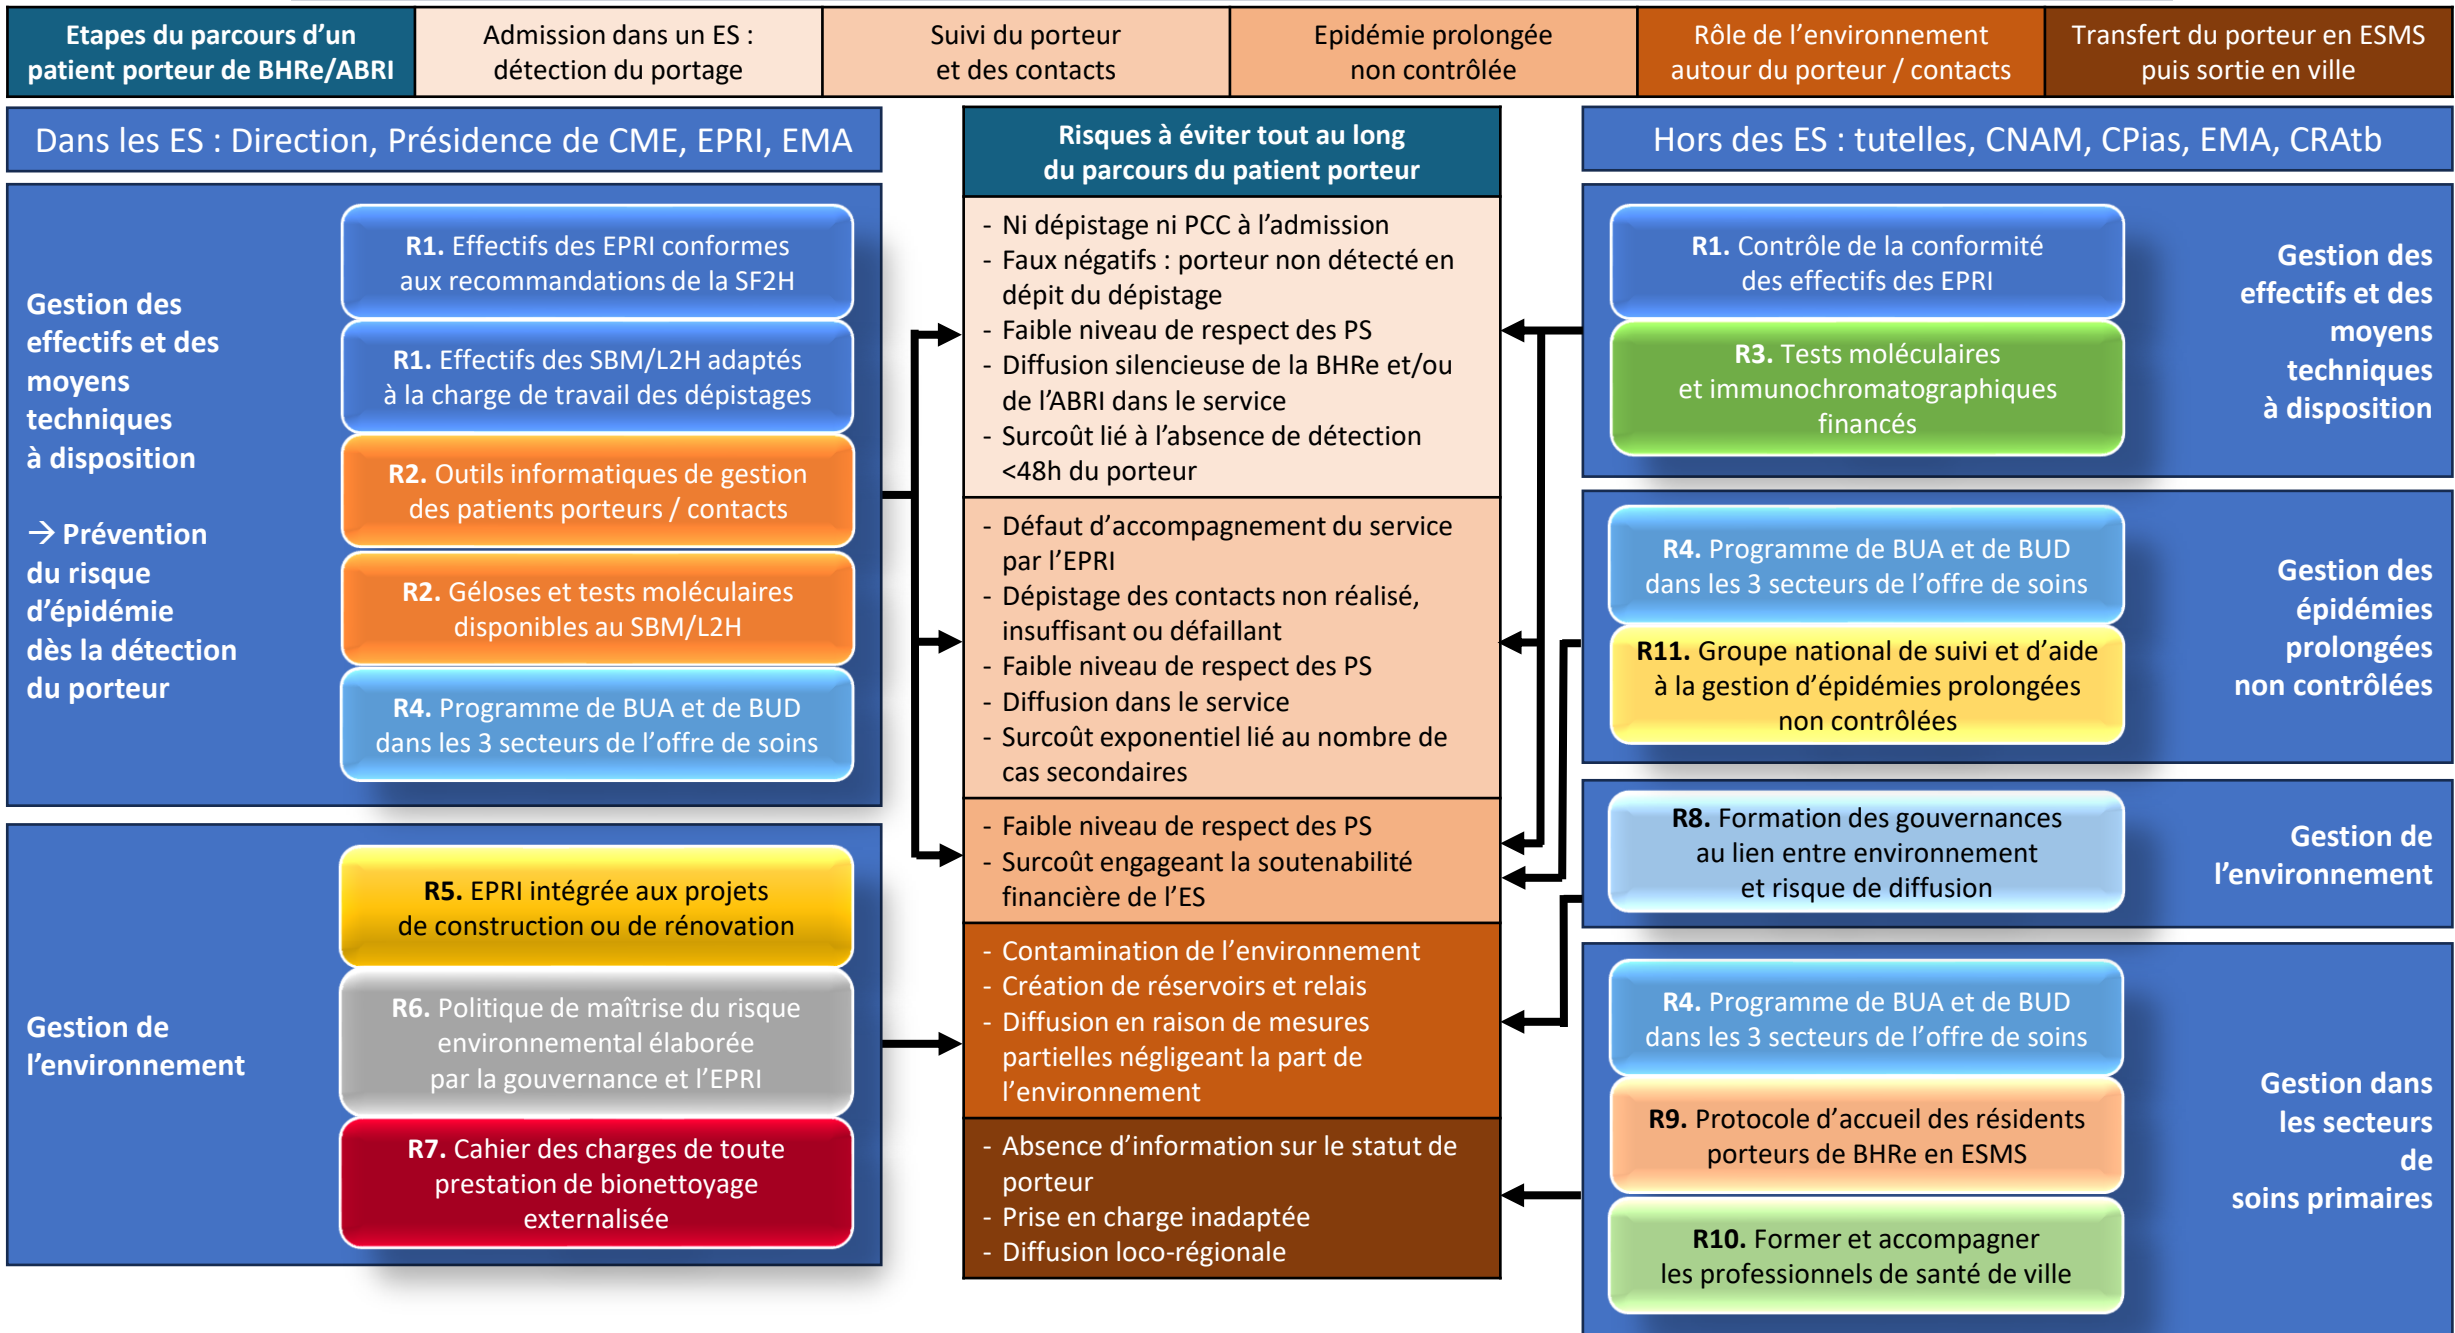 Etapes du parcours d’un
patient porteur de BHRe/ABRI
Admission dans un ES :
détection du portage
Suivi du porteur
et des contacts
Epidémie prolongée
non contrôlée
Rôle de l’environnement
autour du porteur / contacts
Transfert du porteur en ESMS
puis sortie en ville
Dans les ES : Direction, Présidence de CME, EPRI, EMA
Gestion des
effectifs et des
moyens
techniques
à disposition
→ Prévention
du risque
d’épidémie
dès la détection
du porteur
R1. Effectifs des EPRI conformes
aux recommandations de la SF2H
R1. Effectifs des SBM/L2H adaptés
à la charge de travail des dépistages
R2. Outils informatiques de gestion
des patients porteurs / contacts
R2. Géloses et tests moléculaires
disponibles au SBM/L2H
R4. Programme de BUA et de BUD
dans les 3 secteurs de l’offre de soins
Gestion de
l’environnement
R5. EPRI intégrée aux projets
de construction ou de rénovation
R6. Politique de maîtrise du risque
environnemental élaborée
par la gouvernance et l’EPRI
R7. Cahier des charges de toute
prestation de bionettoyage
externalisée
Risques à éviter tout au long
du parcours du patient porteur
- Ni dépistage ni PCC à l’admission
- Faux négatifs : porteur non détecté en
dépit du dépistage
- Faible niveau de respect des PS
- Diffusion silencieuse de la BHRe et/ou
de l’ABRI dans le service
- Surcoût lié à l’absence de détection
<48h du porteur
- Défaut d’accompagnement du service
par l’EPRI
- Dépistage des contacts non réalisé,
insuffisant ou défaillant
- Faible niveau de respect des PS
- Diffusion dans le service
- Surcoût exponentiel lié au nombre de
cas secondaires
- Faible niveau de respect des PS
- Surcoût engageant la soutenabilité
financière de l’ES
- Contamination de l’environnement
- Création de réservoirs et relais
- Diffusion en raison de mesures
partielles négligeant la part de
l’environnement
- Absence d’information sur le statut de
porteur
- Prise en charge inadaptée
- Diffusion loco-régionale
Hors des ES : tutelles, CNAM, CPias, EMA, CRAtb
R1. Contrôle de la conformité
des effectifs des EPRI
R3. Tests moléculaires
et immunochromatographiques
financés
Gestion des
effectifs et des
moyens
techniques
à disposition
R4. Programme de BUA et de BUD
dans les 3 secteurs de l’offre de soins
R11. Groupe national de suivi et d’aide
à la gestion d’épidémies prolongées
non contrôlées
Gestion des
épidémies
prolongées
non contrôlées
R8. Formation des gouvernances
au lien entre environnement
et risque de diffusion
Gestion de
l’environnement
R4. Programme de BUA et de BUD
dans les 3 secteurs de l’offre de soins
R9. Protocole d’accueil des résidents
porteurs de BHRe en ESMS
R10. Former et accompagner
les professionnels de santé de ville
Gestion dans
les secteurs
de
soins primaires